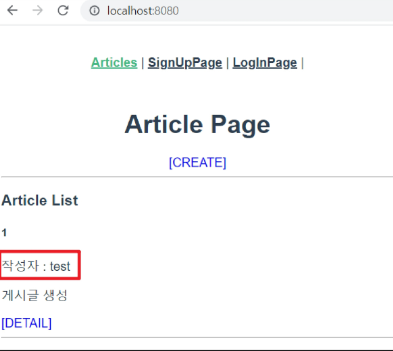 localhost:8080
Articles | SignUpPage | LogInPage |
Article Page
[CREATE]
Article List
1
작성자 : test
게시글 생성
[DETAIL]